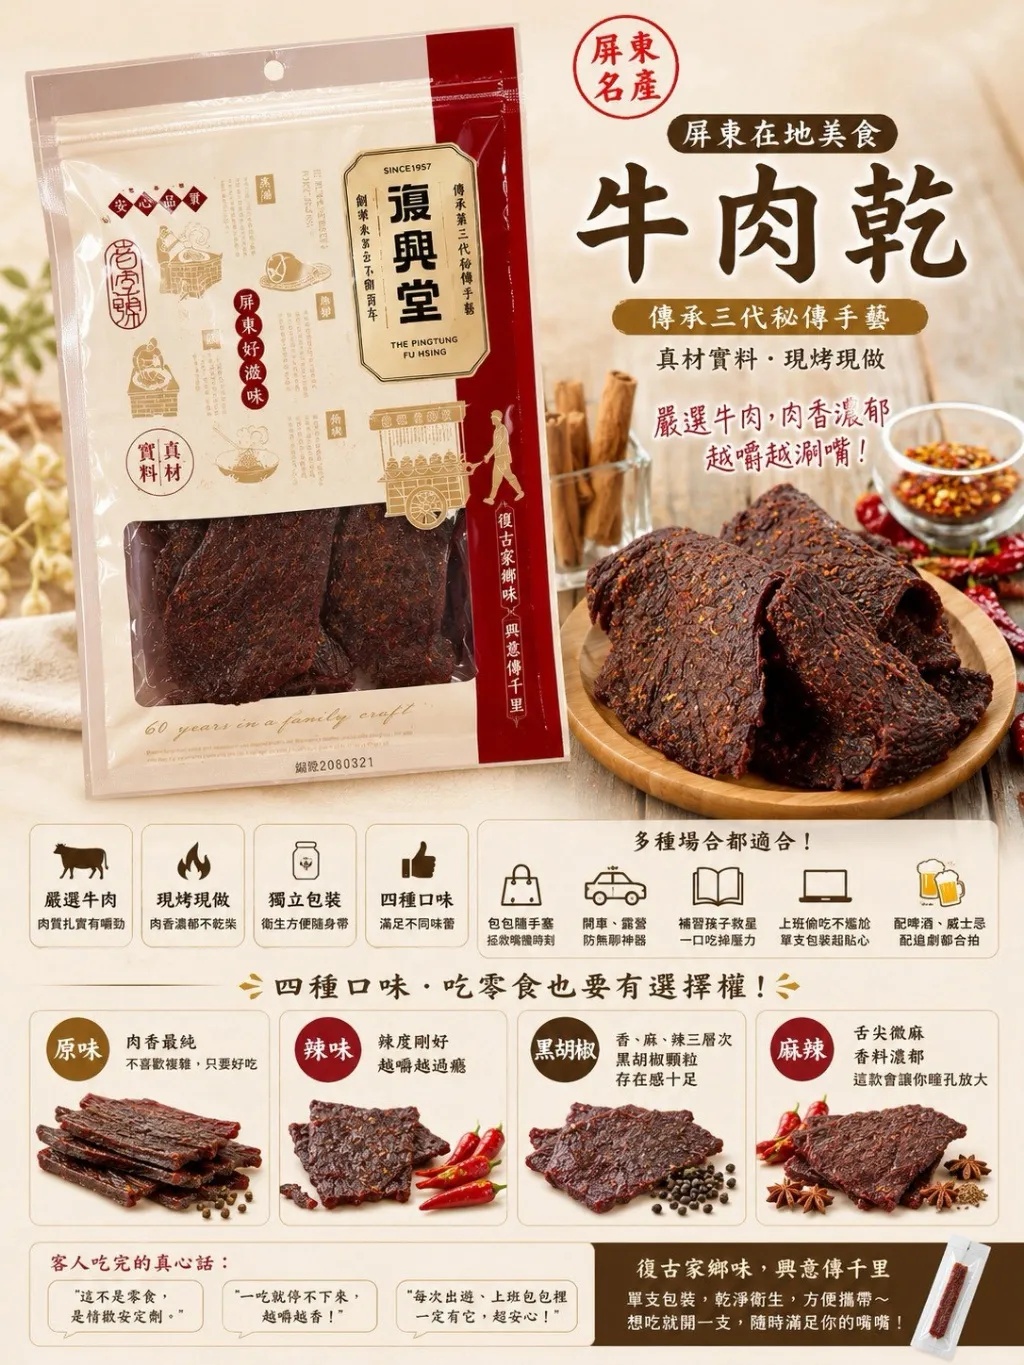 屏東
名產
屏東在地美食
牛肉乾
傳承三代秘傳手藝
真材實料·現烤現做
嚴選牛肉,肉香濃郁
越嚼越涮嘴!
安心品質
老字號
屏東好滋味
真材
實料
SINCE1957
復興堂
傳承第三代秘傳手藝
THE PINGTUNG
FU HSING
復古家鄉味
興意傳千里
60 years in a family craft
2080321
嚴選牛肉
肉質扎實有嚼勁
現烤現做
肉香濃郁不乾柴
獨立包裝
衛生方便隨身帶
四種口味
滿足不同味蕾
多種場合都適合!
包包隨手塞
拯救嘴饞時刻
開車、露營
防無聊神器
補習孩子救星
一口吃掉壓力
上班偷吃不尷尬
單支包裝超貼心
配啤酒、威士忌
配追劇都合拍
四種口味·吃零食也要有選擇權!
原味
肉香最純
不喜歡複雜,只要好吃
辣味
辣度剛好
越嚼越過癮
黑胡椒
香、麻、辣三層次
黑胡椒顆粒
存在感十足
麻辣
舌尖微麻
香料濃郁
這款會讓你瞳孔放大
客人吃完的真心話:
"這不是零食,
是情緒安定劑。"
"一吃就停不下來,
越嚼越香!"
"每次出遊、上班包包裡
一定有它,超安心!"
復古家鄉味,興意傳千里
單支包裝,乾淨衛生,方便攜帶~
想吃就開一支,隨時滿足你的嘴嘴!